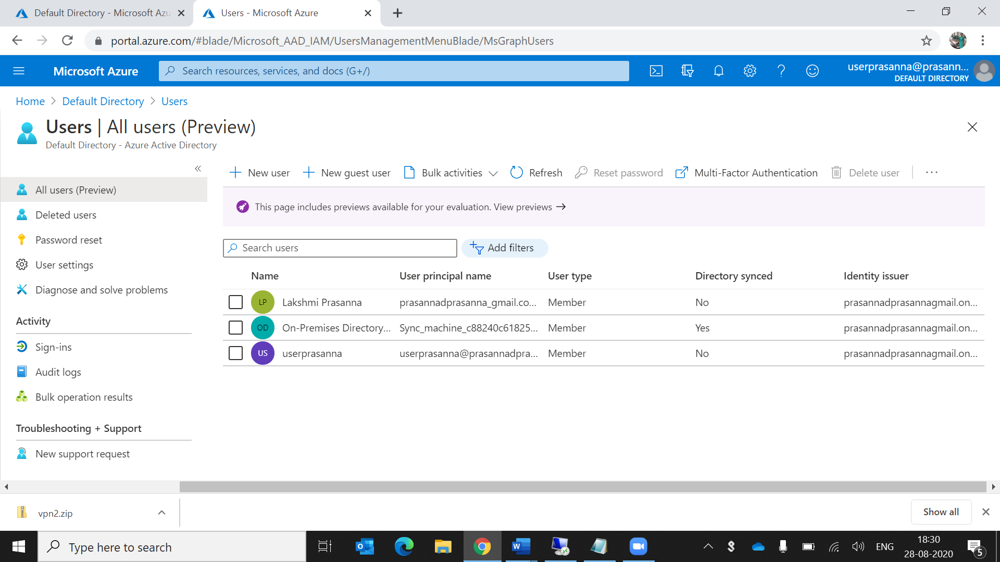 Default Directory - Microsoft Azu
Users - Microsoft Azure
portal.azure.com/#blade/Microsoft_AAD_IAM/UsersManagementMenuBlade/MsGraphUsers
Microsoft Azure
Search resources, services, and docs (G+/)
userprasanna@prasann...
DEFAULT DIRECTORY
Home > Default Directory > Users
Users | All users (Preview)
Default Directory - Azure Active Directory
New user
New guest user
Bulk activities
Refresh
Reset password
Multi-Factor Authentication
Delete user
All users (Preview)
Deleted users
Password reset
User settings
Diagnose and solve problems
Activity
Sign-ins
Audit logs
Bulk operation results
Troubleshooting + Support
New support request
This page includes previews available for your evaluation. View previews →
Search users
Add filters
Name User principal name User type Directory synced Identity issuer
LP Lakshmi Prasanna prasannadprasanna_gmail.co... Member No prasannadprasannagmail.on...
OD On-Premises Directory... Sync_machine_c88240c61825... Member Yes prasannadprasannagmail.on...
US userprasanna userprasanna@prasannadpra... Member No prasannadprasannagmail.on...
vpn2.zip
Show all
Type here to search
ENG
18:30
28-08-2020
5